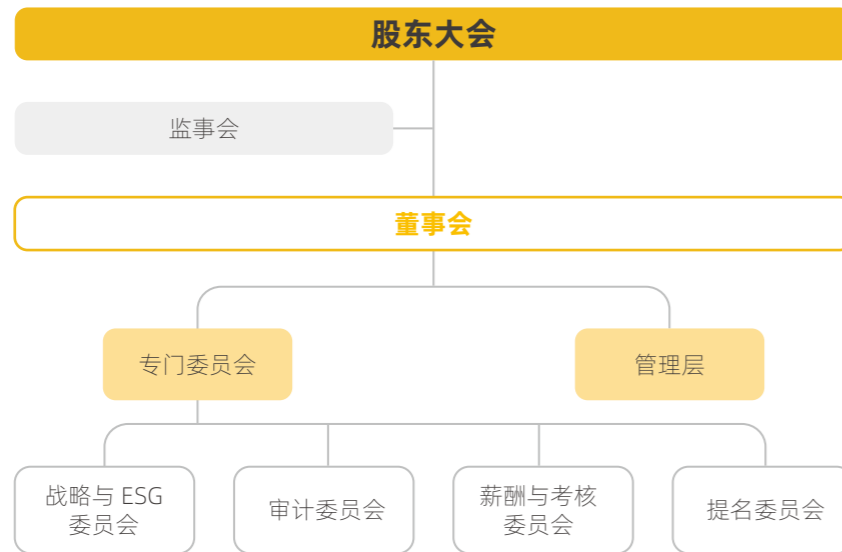 股东大会
监事会
董事会
专门委员会
管理层
战略与 ESG
委员会
审计委员会
薪酬与考核
委员会
提名委员会